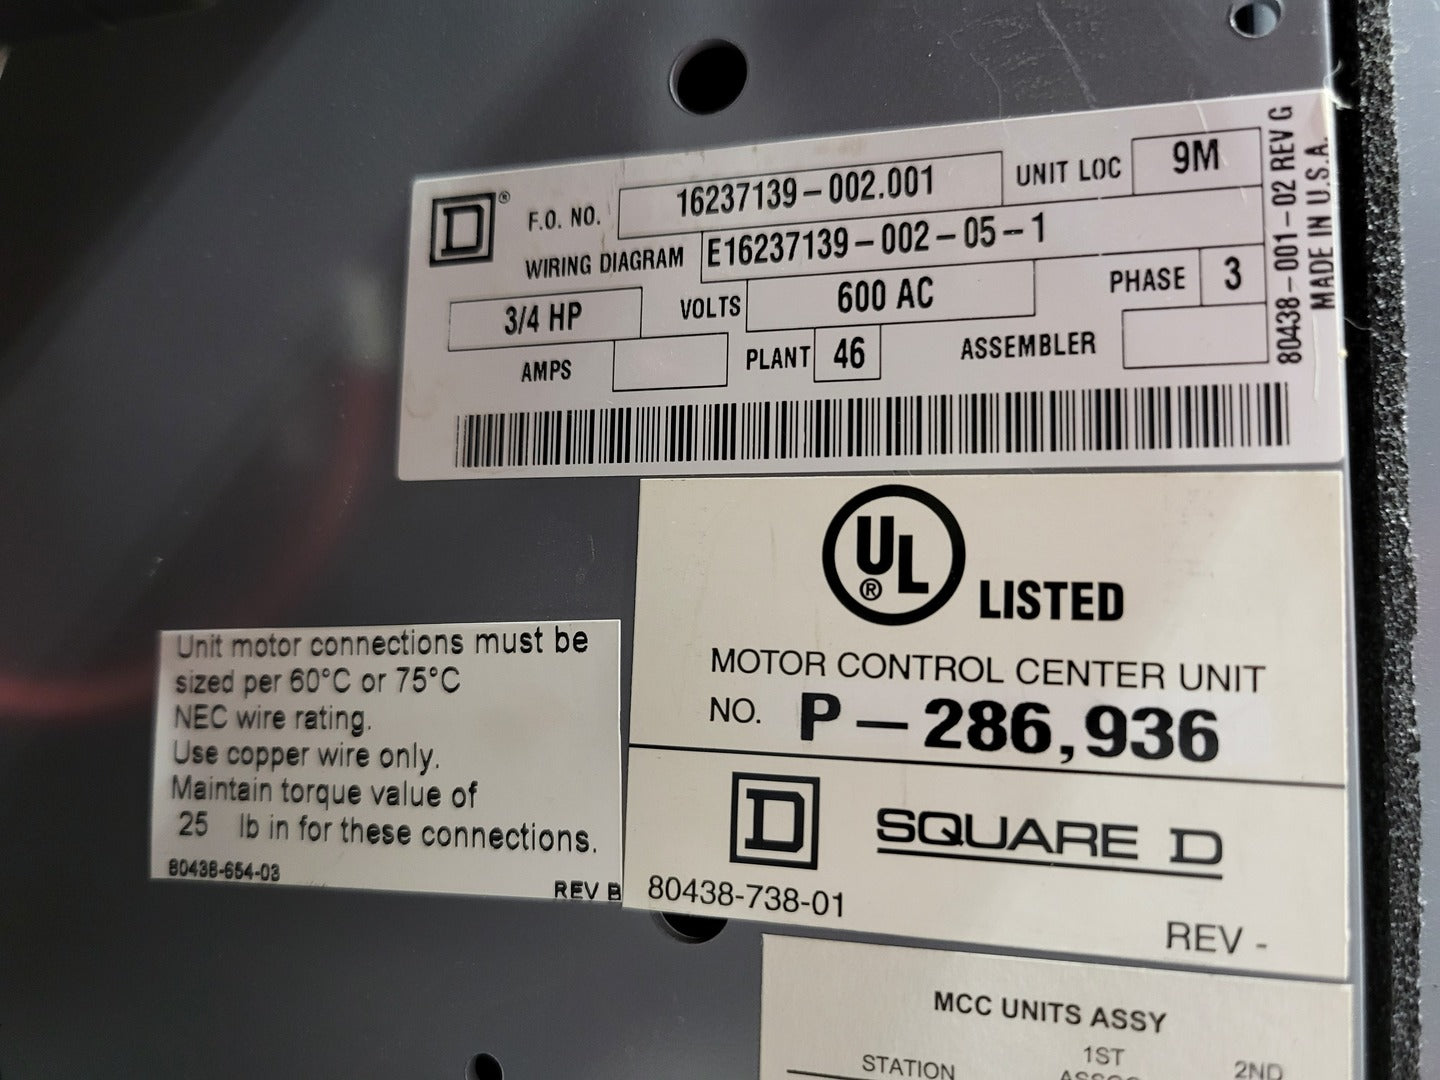 D®
F.O. NO. 16237139-002.001 UNIT LOC 9M
WIRING DIAGRAM E16237139-002-05-1
3/4 HP VOLTS 600 AC PHASE 3
AMPS PLANT 46 ASSEMBLER
80438-001-02 REV G
MADE IN U.S.A.
UL® LISTED
MOTOR CONTROL CENTER UNIT
NO. P-286,936
D SQUARE D
80438-738-01
REV -
Unit motor connections must be
sized per 60°C or 75°C
NEC wire rating.
Use copper wire only.
Maintain torque value of
25 lb in for these connections.
80438-654-03
REV B
MCC UNITS ASSY
STATION 1ST 2ND